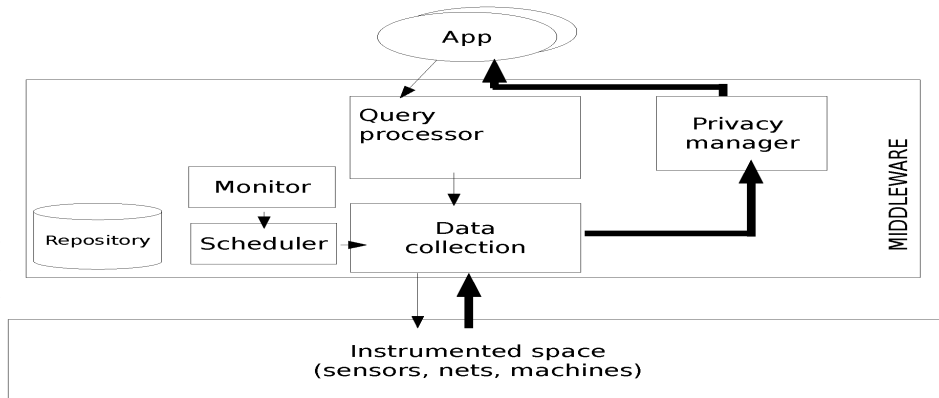 App
Query
processor
Privacy
manager
MIDDLEWARE
Monitor
Repository
Scheduler
Data
collection
Instrumented space
(sensors, nets, machines)